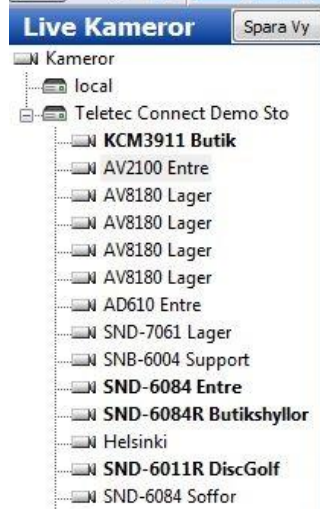 Live Kameror Spara Vy
Kameror
local
Teletec Connect Demo Sto
KCM3911 Butik
AV2100 Entre
AV8180 Lager
AV8180 Lager
AV8180 Lager
AV8180 Lager
AD610 Entre
SND-7061 Lager
SNB-6004 Support
SND-6084 Entre
SND-6084R Butikshyllor
Helsinki
SND-6011R DiscGolf
SND-6084 Soffor